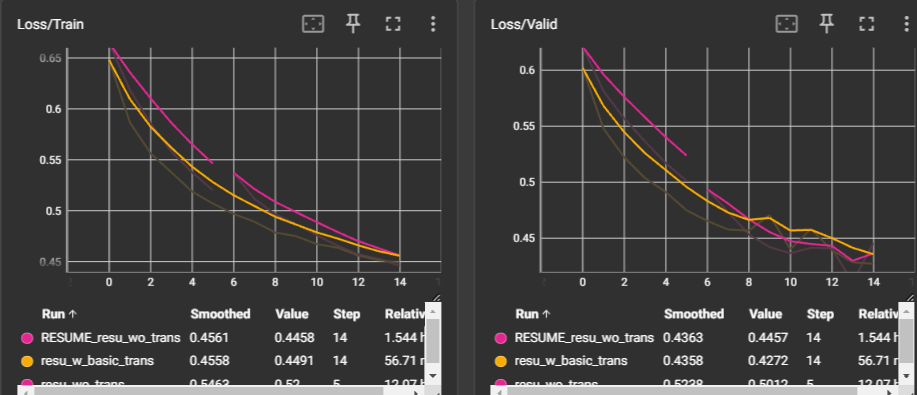 Loss/Train
0.65
0.6
0.55
0.5
0.45
0 2 4 6 8 10 12 14
Run ↑ Smoothed Value Step Relativ
RESUME_resu_wo_trans 0.4561 0.4458 14 1.544 h
resu_w_basic_trans 0.4558 0.4491 14 56.71 m
resu_wo_trans 0.5463 0.52 5 12.07 h
Loss/Valid
0.6
0.55
0.5
0.45
0 2 4 6 8 10 12 14
Run ↑ Smoothed Value Step Relativ
RESUME_resu_wo_trans 0.4363 0.4457 14 1.544 h
resu_w_basic_trans 0.4358 0.4272 14 56.71 m
resu_wo_trans 0.5238 0.5012 5 12.07 h